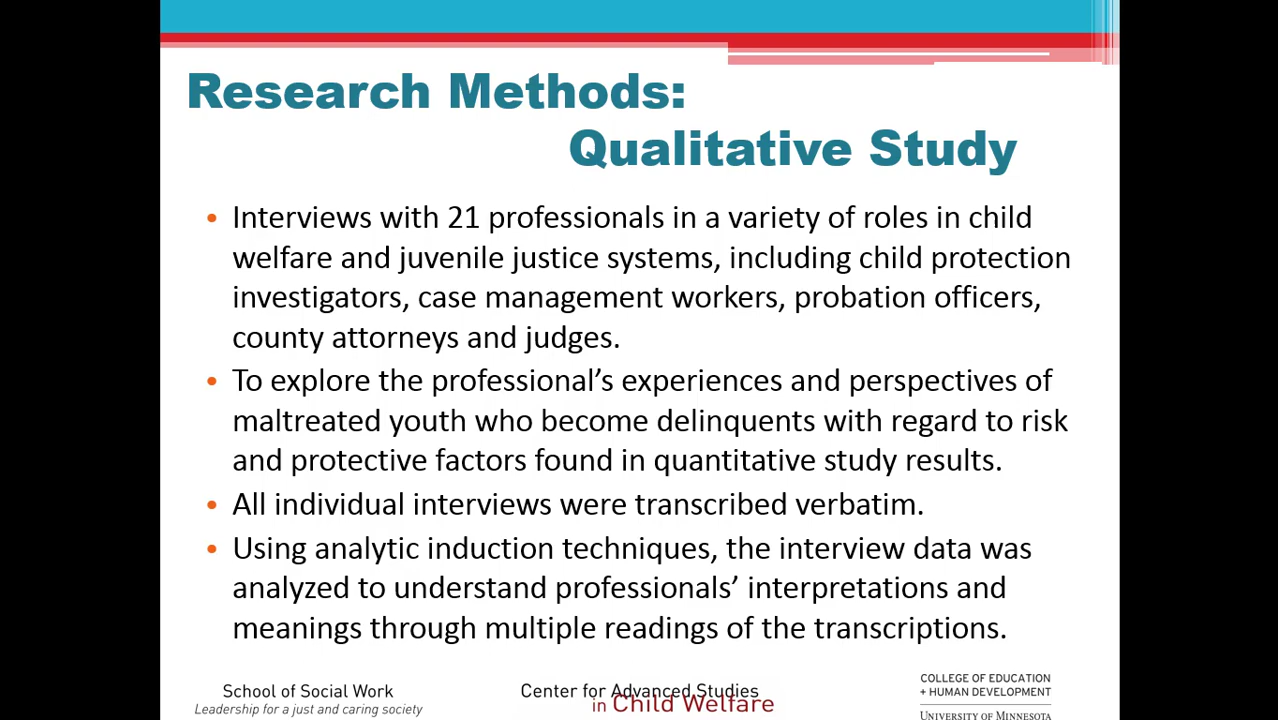 Research Methods:
Qualitative Study
• Interviews with 21 professionals in a variety of roles in child
welfare and juvenile justice systems, including child protection
investigators, case management workers, probation officers,
county attorneys and judges.
• To explore the professional’s experiences and perspectives of
maltreated youth who become delinquents with regard to risk
and protective factors found in quantitative study results.
• All individual interviews were transcribed verbatim.
• Using analytic induction techniques, the interview data was
analyzed to understand professionals’ interpretations and
meanings through multiple readings of the transcriptions.
School of Social Work
Leadership for a just and caring society
Center for Advanced Studies
in Child Welfare
COLLEGE OF EDUCATION
+ HUMAN DEVELOPMENT
UNIVERSITY OF MINNESOTA